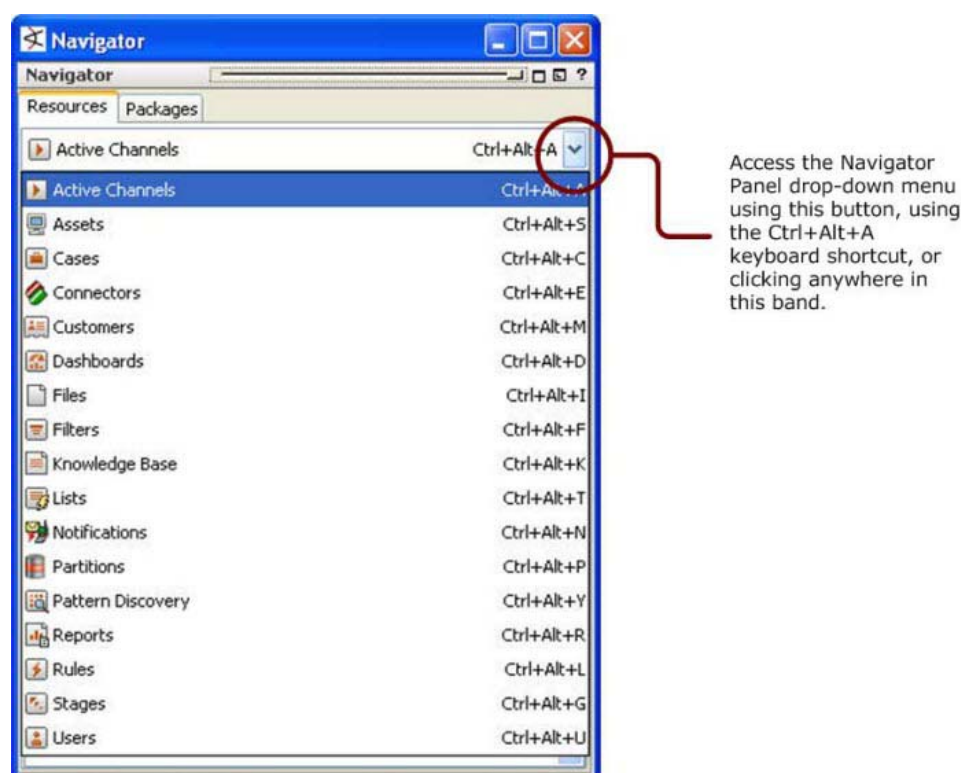 Navigator
Navigator ?
Resources Packages
Active Channels Ctrl+Alt+A
Active Channels Ctrl+Alt+A
Assets Ctrl+Alt+S
Cases Ctrl+Alt+C
Connectors Ctrl+Alt+E
Customers Ctrl+Alt+M
Dashboards Ctrl+Alt+D
Files Ctrl+Alt+I
Filters Ctrl+Alt+F
Knowledge Base Ctrl+Alt+K
Lists Ctrl+Alt+T
Notifications Ctrl+Alt+N
Partitions Ctrl+Alt+P
Pattern Discovery Ctrl+Alt+Y
Reports Ctrl+Alt+R
Rules Ctrl+Alt+L
Stages Ctrl+Alt+G
Users Ctrl+Alt+U
Access the Navigator
Panel drop-down menu
using this button, using
the Ctrl+Alt+A
keyboard shortcut, or
clicking anywhere in
this band.